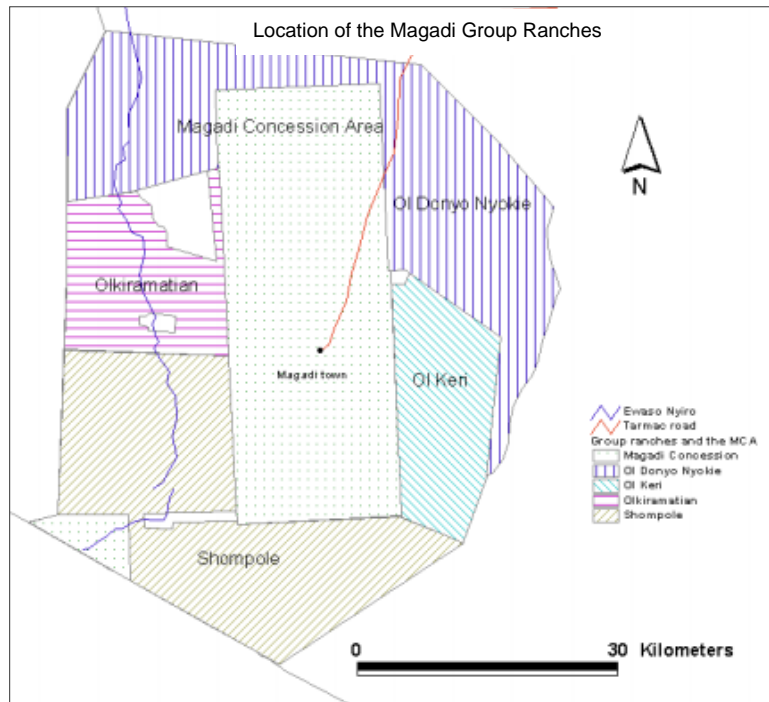 Location of the Magadi Group Ranches
Magadi Concession Area
N
Ol Donyo Nyokie
Olkiramatian
Magadi town
Ol Keri
Ewaso Nyiro
Tarmac road
Group ranches and the MCA
Magadi Concession
Ol Donyo Nyokie
Ol Keri
Olkiramatian
Shompole
Shompole
0 30 Kilometers